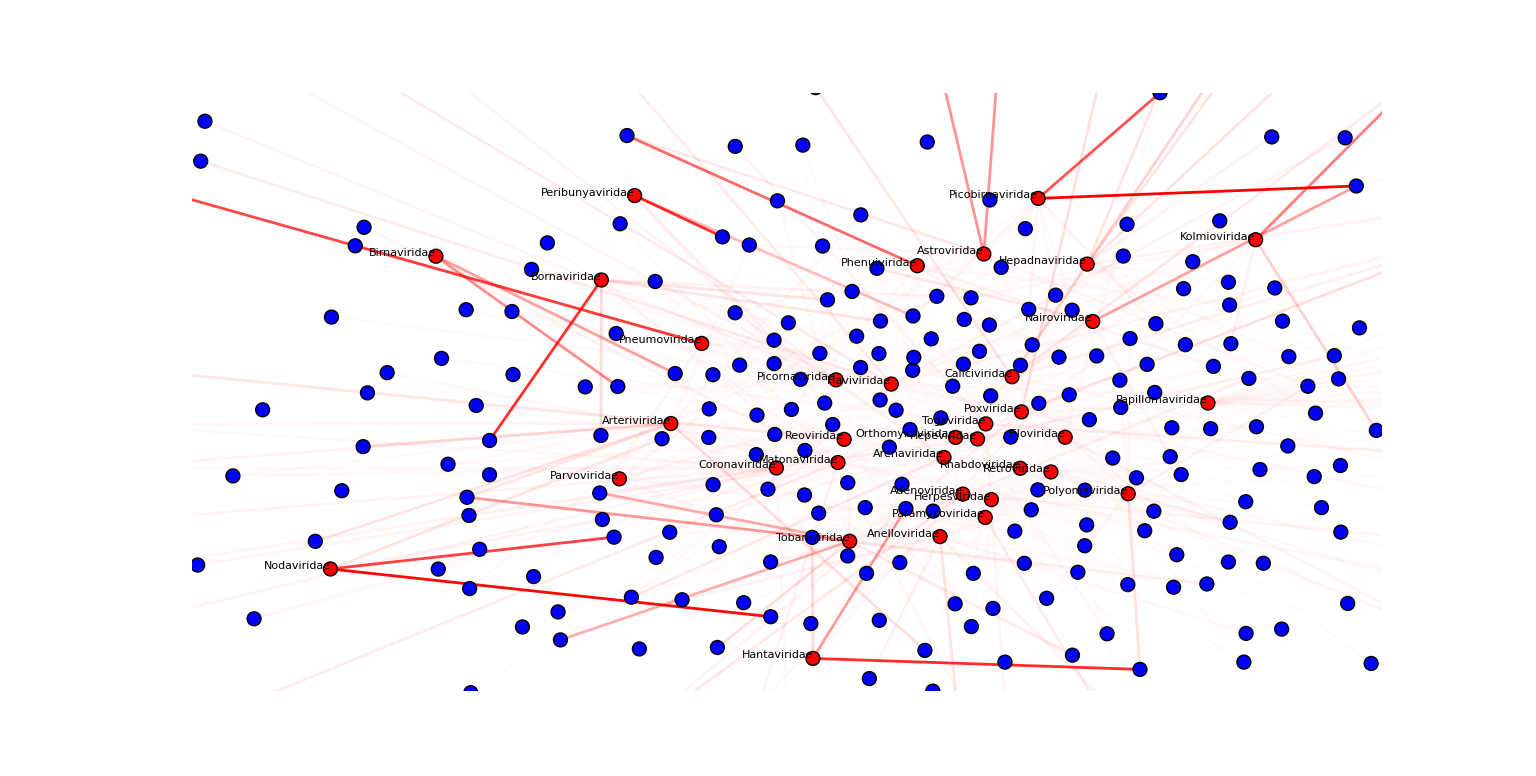 Peribunyaviridae
Picobirnaviridae
Kolmioviridae
Birnaviridae
Astroviridae
Phenuiviridae
Hepadnaviridae
Bornaviridae
Nairoviridae
Pneumoviridae
Picornaviridae
Flaviviridae
Caliciviridae
Papillomaviridae
Poxviridae
Arteriviridae
Togaviridae
Reoviridae
Orthomyxoviridae
Hepeviridae
Filoviridae
Arenaviridae
Matonaviridae
Coronaviridae
Rhabdoviridae
Retroviridae
Parvoviridae
Adenoviridae
Polyomaviridae
Herpesviridae
Paramyxoviridae
Anelloviridae
Tobaniviridae
Nodaviridae
Hantaviridae